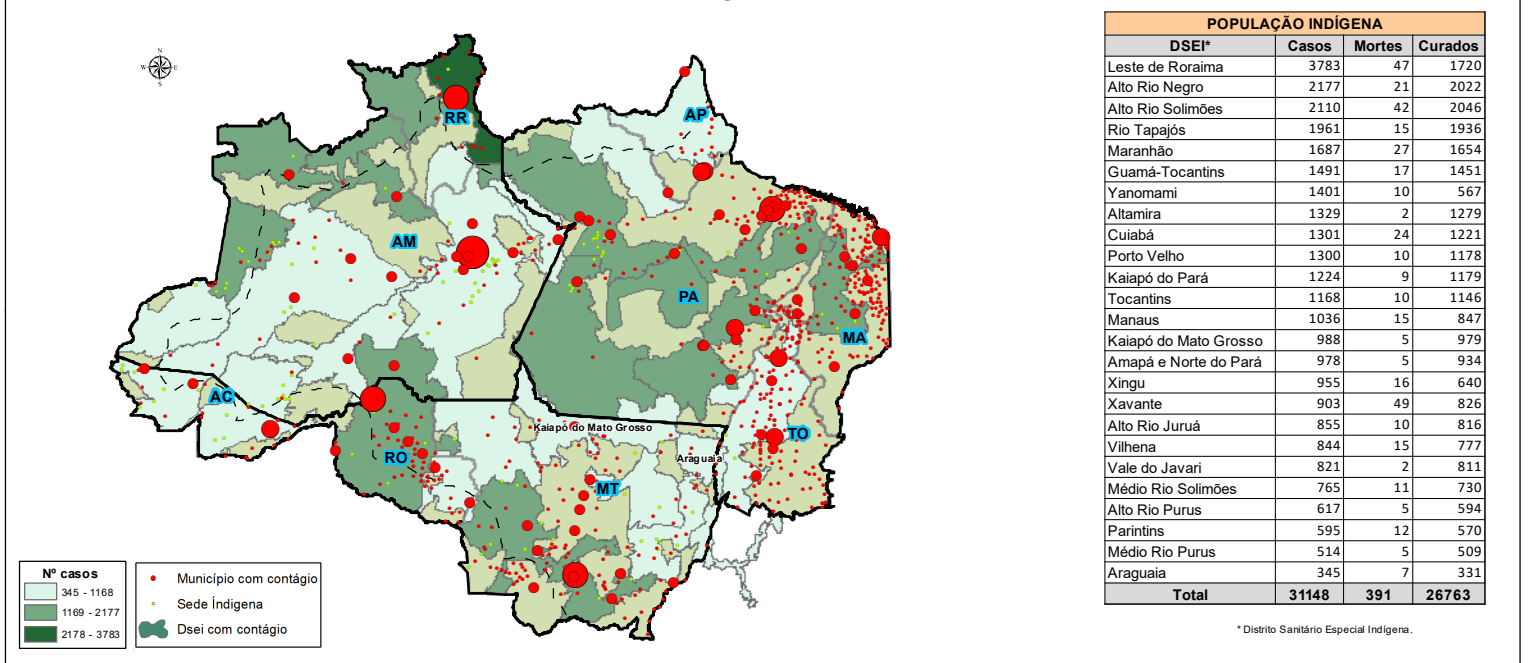 POPULAÇÃO INDÍGENA
DSEI* Casos Mortes Curados
Leste de Roraima 3783 47 1720
Alto Rio Negro 2177 21 2022
Alto Rio Solimões 2110 42 2046
Rio Tapajós 1961 15 1936
Maranhão 1687 27 1654
Guamá-Tocantins 1491 17 1451
Yanomami 1401 10 567
Altamira 1329 2 1279
Cuiabá 1301 24 1221
Porto Velho 1300 10 1178
Kaiapó do Pará 1224 9 1179
Tocantins 1168 10 1146
Manaus 1036 15 847
Kaiapó do Mato Grosso 988 5 979
Amapá e Norte do Pará 978 5 934
Xingu 955 16 640
Xavante 903 49 826
Alto Rio Juruá 855 10 816
Vilhena 844 15 777
Vale do Javari 821 2 811
Médio Rio Solimões 765 11 730
Alto Rio Purus 617 5 594
Parintins 595 12 570
Médio Rio Purus 514 5 509
Araguaia 345 7 331
Total 31148 391 26763
* Distrito Sanitário Especial Indígena.
N
W E
S
RR
AP
AM
PA
MA
AC
Kaiapó do Mato Grosso
TO
RO
Araguaia
MT
Nº casos
345 - 1168
1169 - 2177
2178 - 3783
Município com contágio
Sede Índigena
Dsei com contágio